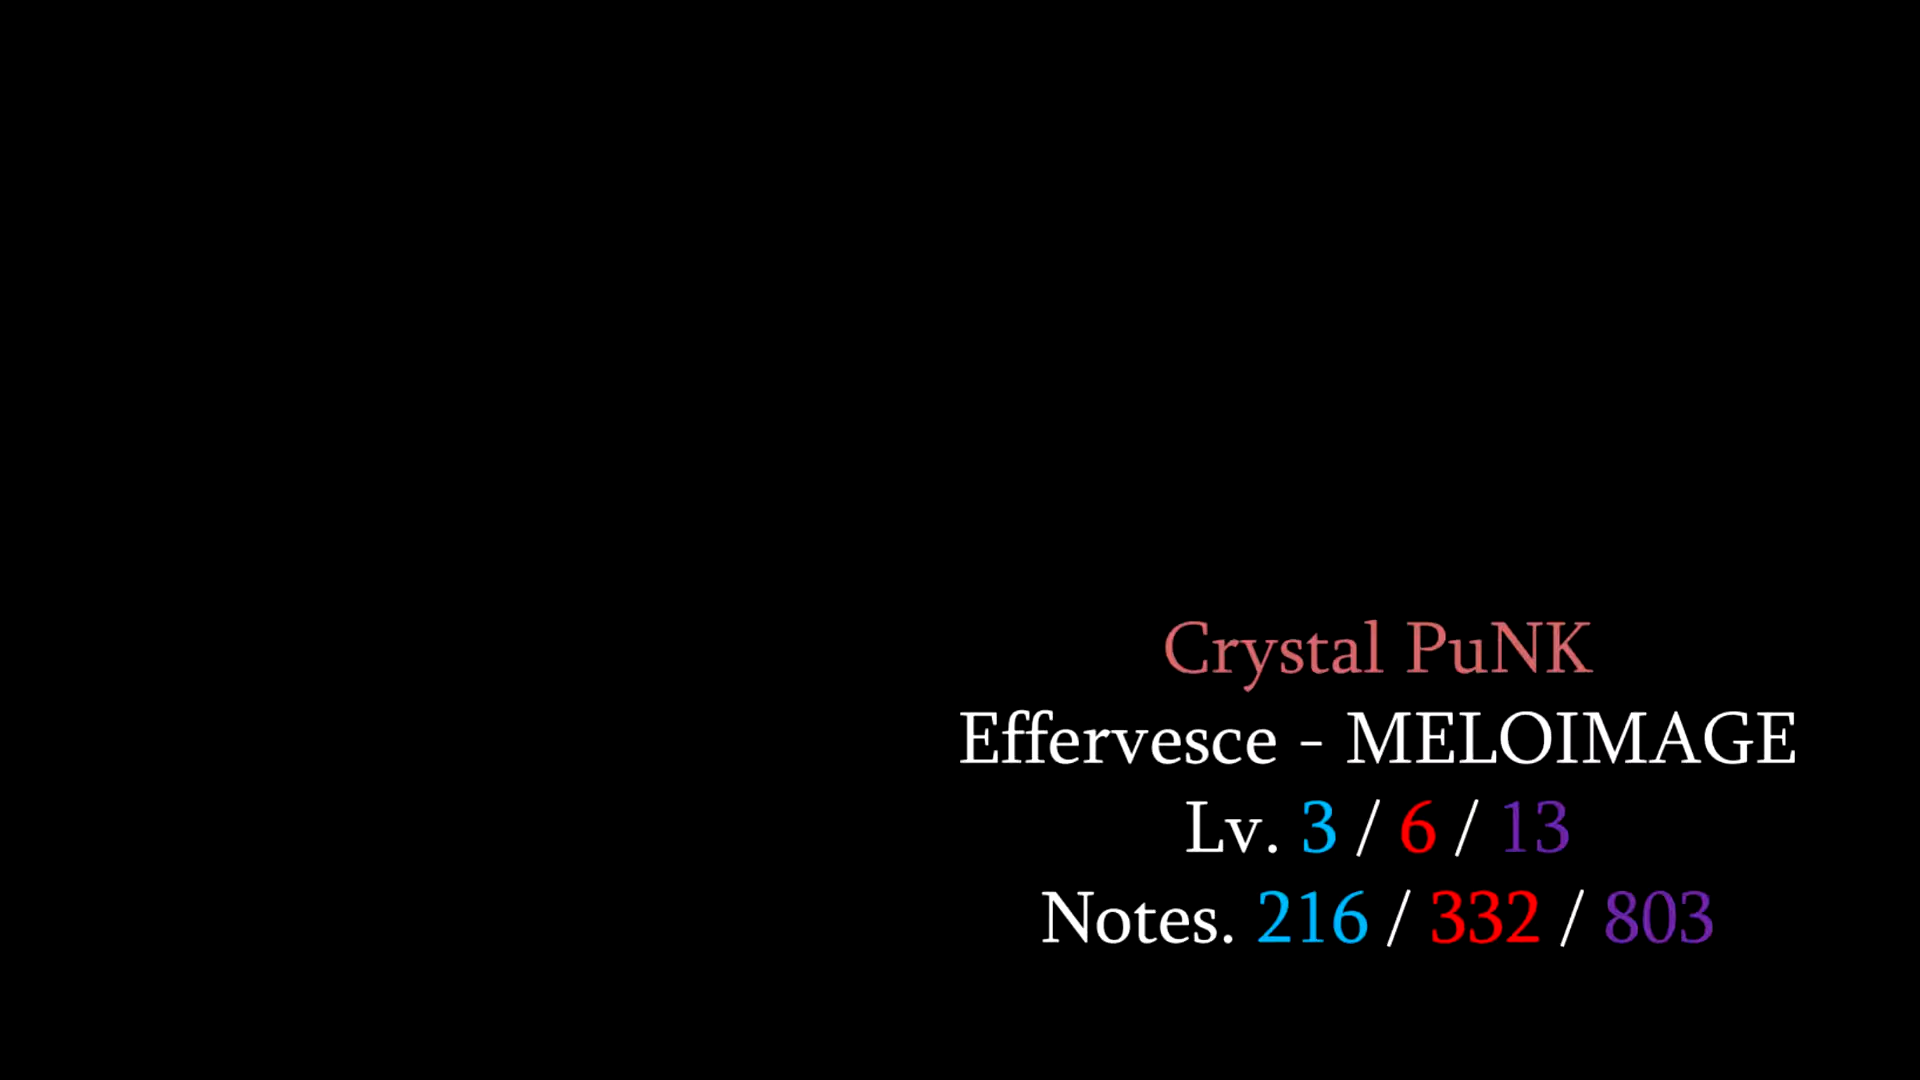 Crystal PuNK
Effervesce - MELOIMAGE
Lv. 3 / 6 / 13
Notes. 216 / 332 / 803